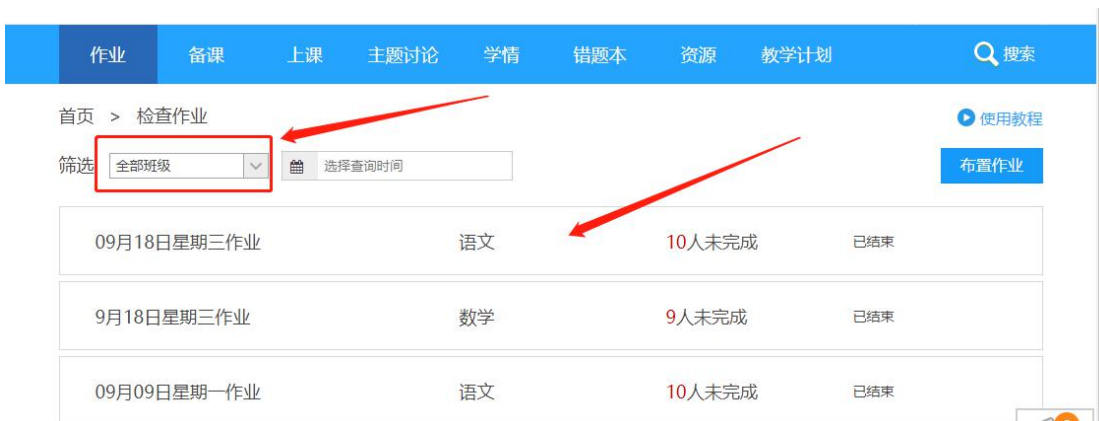 作业 备课 上课 主题讨论 学情 错题本 资源 教学计划 搜索
首页 > 检查作业 使用教程
筛选 全部班级 选择查询时间 布置作业
09月18日星期三作业 语文 10人未完成 已结束
9月18日星期三作业 数学 9人未完成 已结束
09月09日星期一作业 语文 10人未完成 已结束